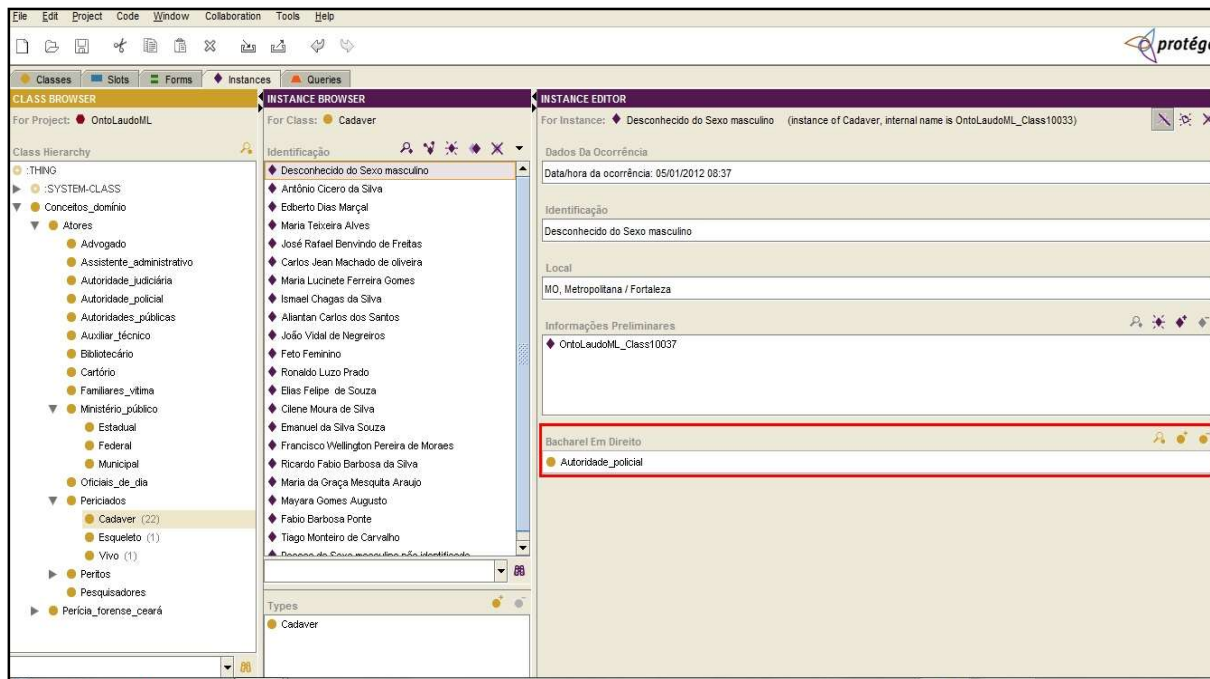 File Edit Project Code Window Collaboration Tools Help
protégé
Classes Slots Forms Instances Queries
CLASS BROWSER
For Project: OntoLaudoML
Class Hierarchy
:THING
:SYSTEM-CLASS
Conceitos_domínio
Atores
Advogado
Assistente_administrativo
Autoridade_judiciária
Autoridade_policial
Autoridades_públicas
Auxiliar_técnico
Bibliotecário
Cartório
Familiares_vitima
Ministério_público
Estadual
Federal
Municipal
Oficiais_de_dia
Periciados
Cadaver (22)
Esqueleto (1)
Vivo (1)
Peritos
Pesquisadores
Perícia_forense_ceará
INSTANCE BROWSER
For Class: Cadaver
Identificação
Desconhecido do Sexo masculino
Antônio Cicero da Silva
Edberto Dias Marçal
Maria Teixeira Alves
José Rafael Benvindo de Freitas
Carlos Jean Machado de oliveira
Maria Lucinete Ferreira Gomes
Ismael Chagas da Silva
Aliantan Carlos dos Santos
João Vidal de Negreiros
Feto Feminino
Ronaldo Luzo Prado
Elias Felipe de Souza
Cilene Moura de Silva
Emanuel da Silva Souza
Francisco Wellington Pereira de Moraes
Ricardo Fabio Barbosa da Silva
Maria da Graça Mesquita Araujo
Mayara Gomes Augusto
Fabio Barbosa Ponte
Tiago Monteiro de Carvalho
do Sexo masculino não identificado
Types
Cadaver
INSTANCE EDITOR
For Instance: Desconhecido do Sexo masculino (instance of Cadaver, internal name is OntoLaudoML_Class10033)
Dados Da Ocorrência
Data/hora da ocorrência: 05/01/2012 08:37
Identificação
Desconhecido do Sexo masculino
Local
MO, Metropolitana / Fortaleza
Informações Preliminares
OntoLaudoML_Class10037
Bacharel Em Direito
Autoridade_policial